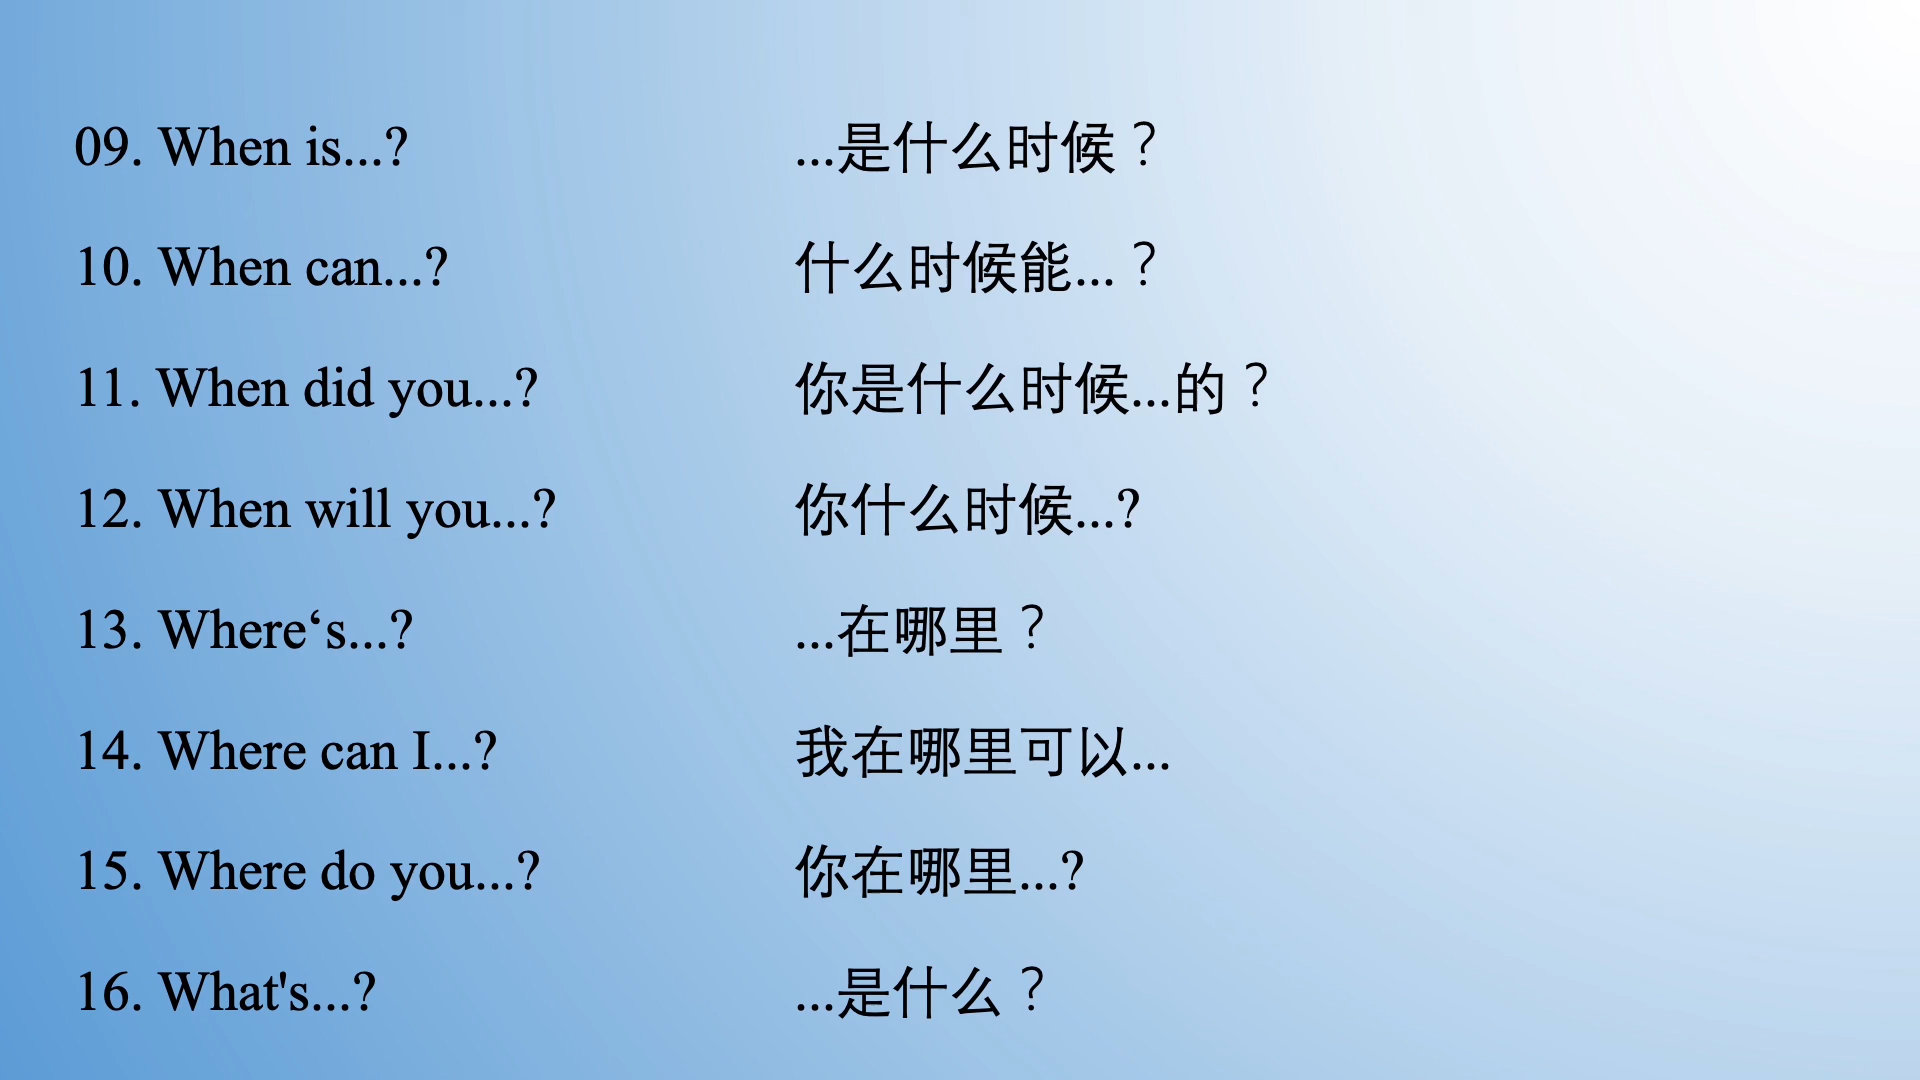 09. When is...? ...是什么时候？
10. When can...? 什么时候能...？
11. When did you...? 你是什么时候...的？
12. When will you...? 你什么时候...?
13. Where‘s...? ...在哪里？
14. Where can I...? 我在哪里可以...
15. Where do you...? 你在哪里...?
16. What's...? ...是什么？